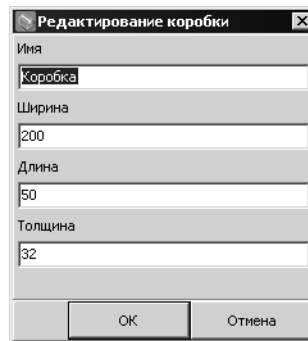 Редактирование коробки
Имя
Коробка
Ширина
200
Длина
50
Толщина
32
OK
Отмена